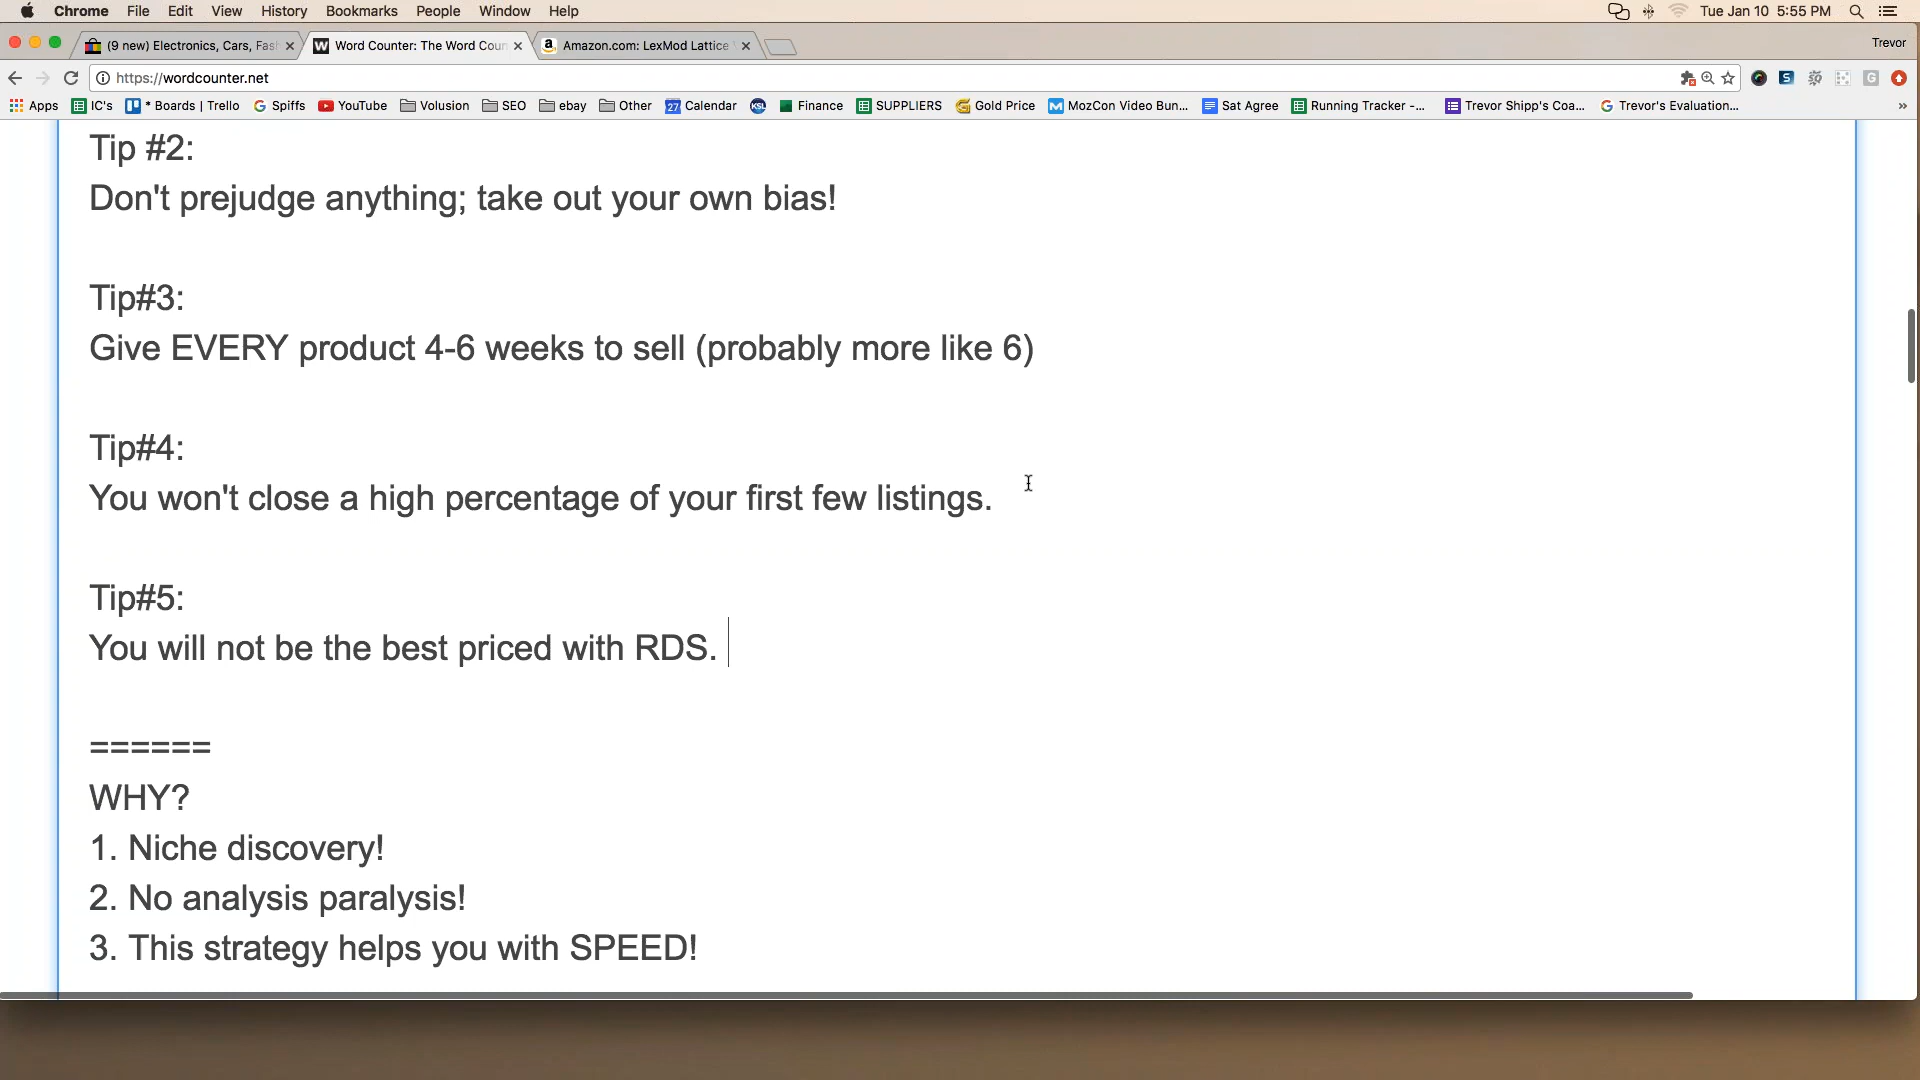 Chrome File Edit View History Bookmarks People Window Help Tue Jan 10 5:55 PM
(9 new) Electronics, Cars, Fas Word Counter: The Word Cour Amazon.com: LexMod Lattice Trevor
https://wordcounter.net
Apps IC's * Boards | Trello Spiffs YouTube Volusion SEO ebay Other 27 Calendar KSL Finance SUPPLIERS Gold Price MozCon Video Bun... Sat Agree Running Tracker -... Trevor Shipp's Coa... Trevor's Evaluation... »
Tip #2:
Don't prejudge anything; take out your own bias!
Tip#3:
Give EVERY product 4-6 weeks to sell (probably more like 6)
Tip#4:
You won't close a high percentage of your first few listings.
Tip#5:
You will not be the best priced with RDS.
======
WHY?
1. Niche discovery!
2. No analysis paralysis!
3. This strategy helps you with SPEED!